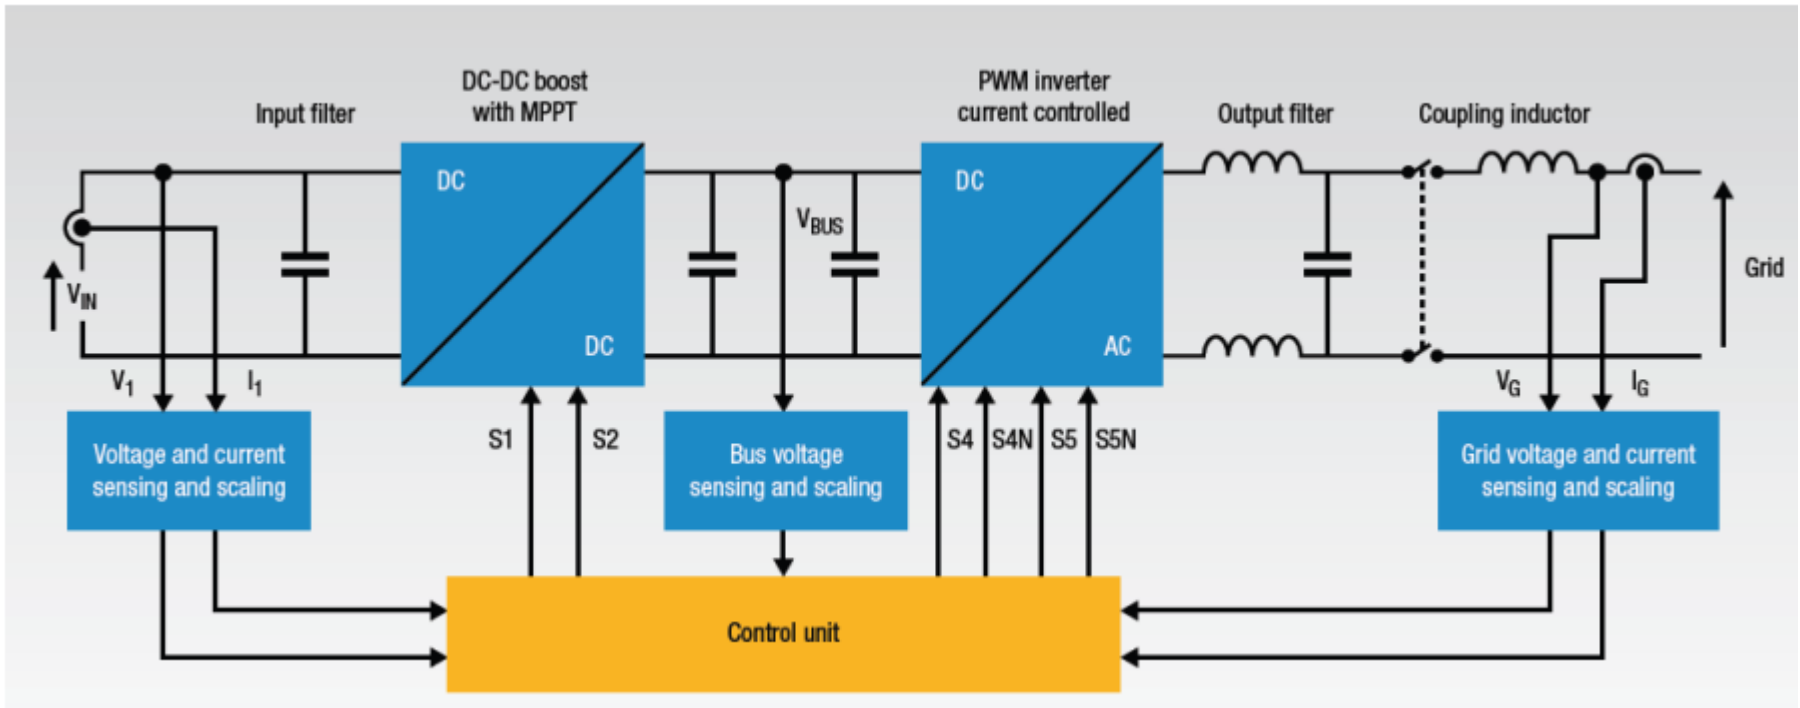 DC-DC boost
with MPPT
PWM inverter
current controlled
Input filter
Output filter
Coupling inductor
DC
DC
VBUS
DC
AC
VIN
Grid
V1
I1
VG
IG
S1
S2
S4
S4N
S5
S5N
Voltage and current
sensing and scaling
Bus voltage
sensing and scaling
Grid voltage and current
sensing and scaling
Control unit